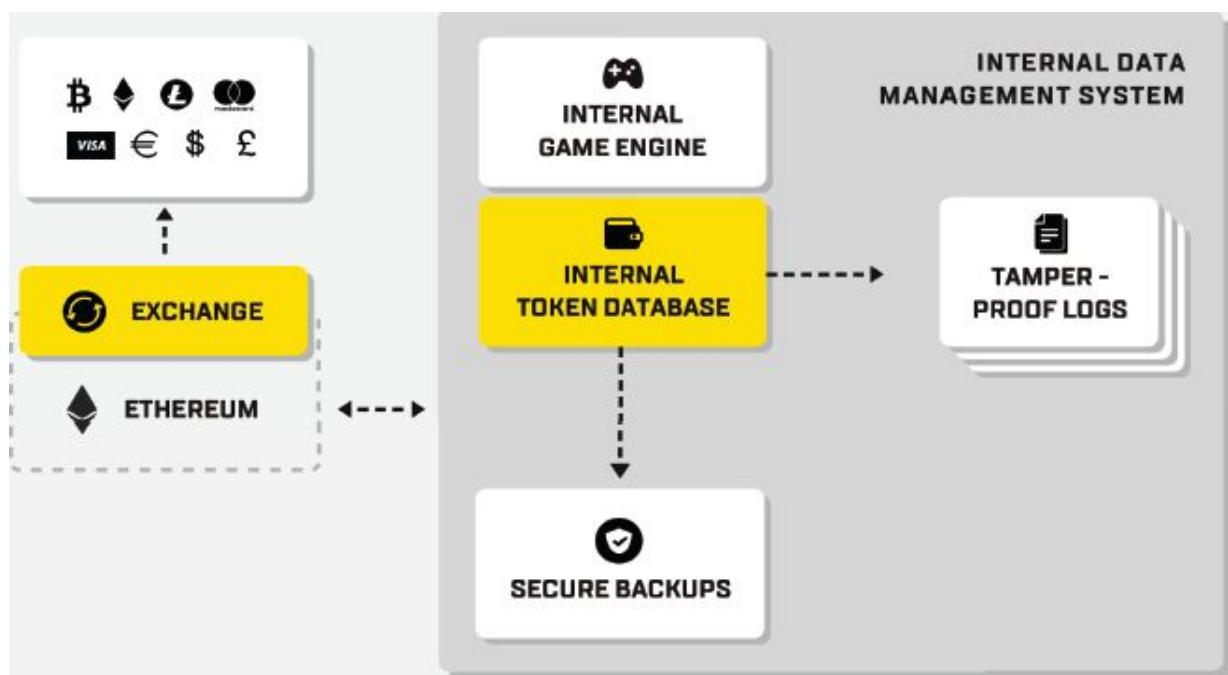 VISA € $ £
EXCHANGE
ETHEREUM
INTERNAL
GAME ENGINE
INTERNAL
TOKEN DATABASE
SECURE BACKUPS
INTERNAL DATA
MANAGEMENT SYSTEM
TAMPER -
PROOF LOGS